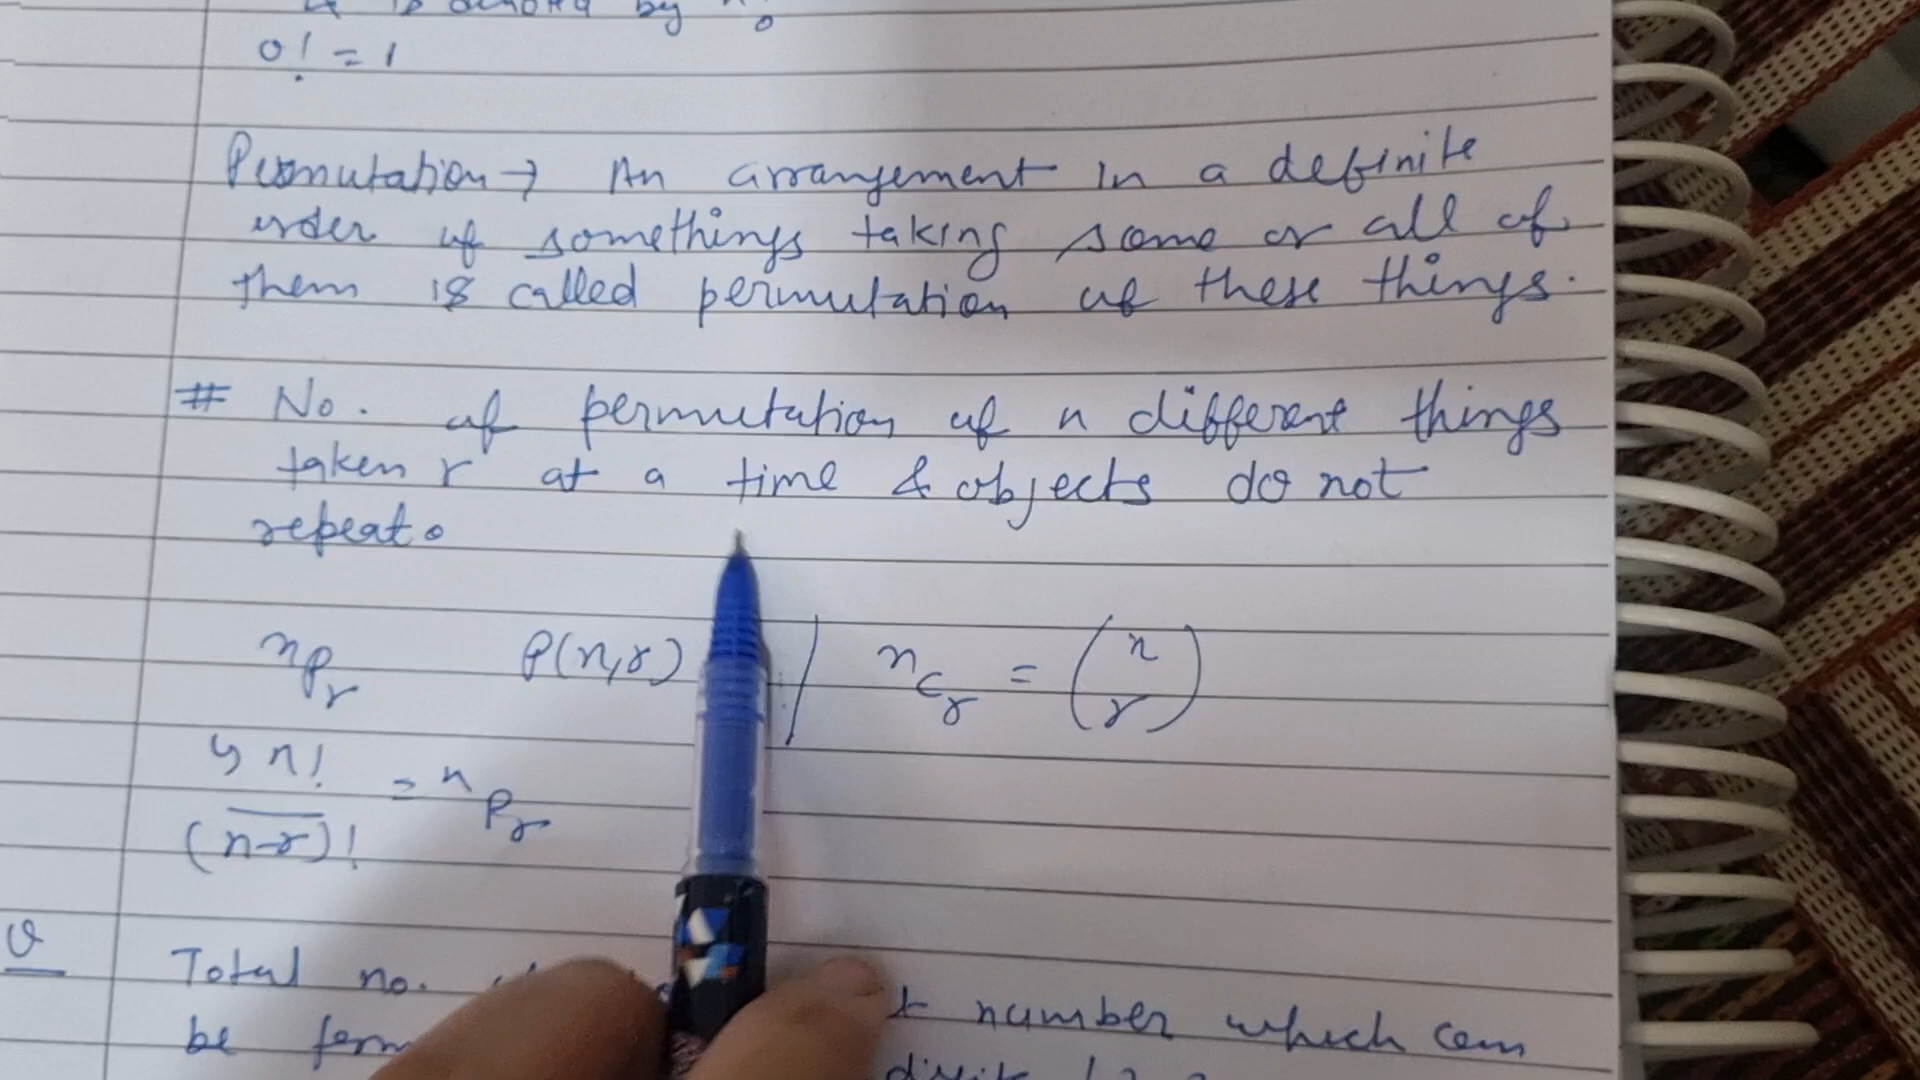 0! = 1
Permutation → An arrangement in a definite
order of somethings taking some or all of
them is called permutation of these things.
# No. of permutation of n different things
taken r at a time & objects do not
repeat.
nPr P(n,r) | nCr = (n r)
↳ n! / (n-r)! = nPr
Q Total no. number which can
be